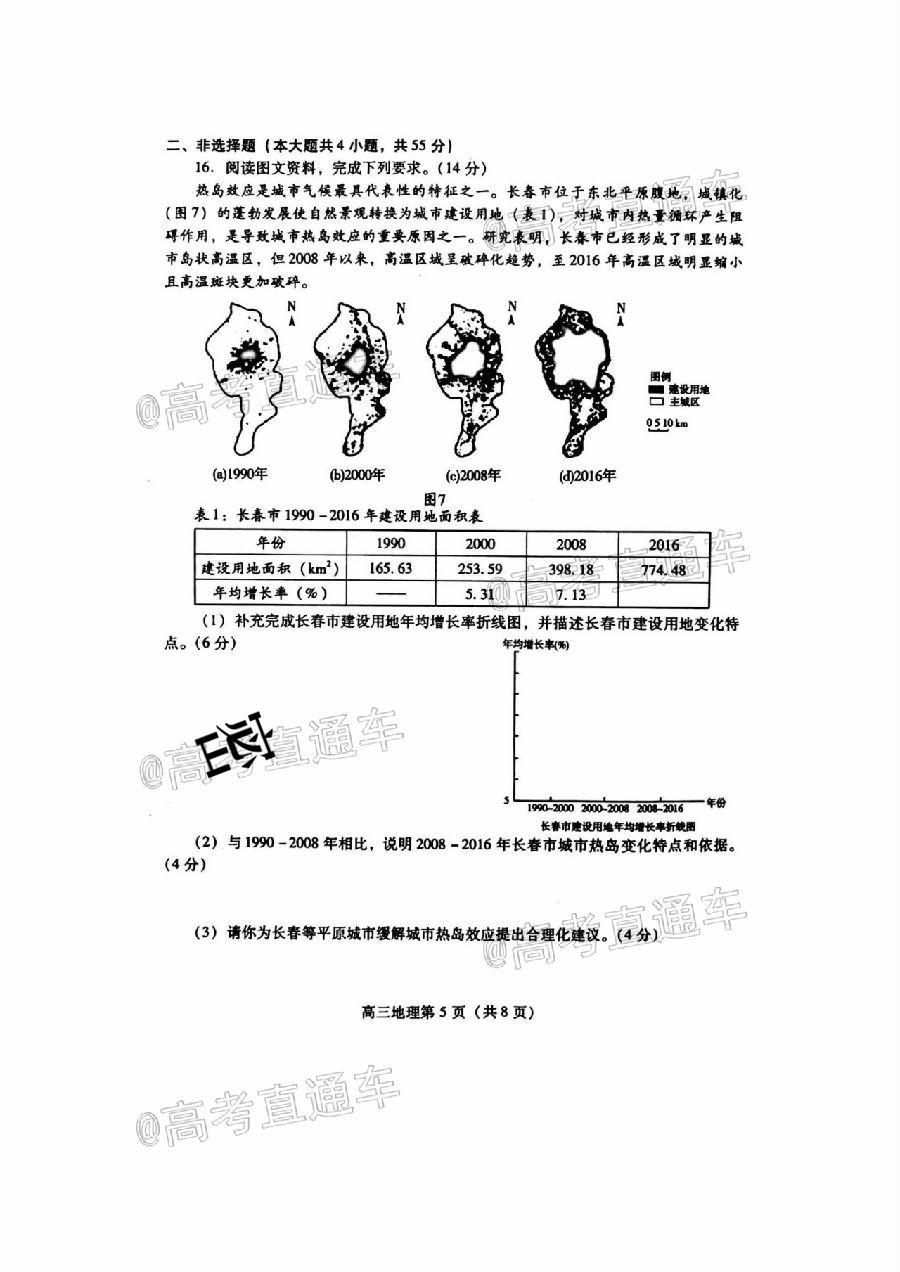 二、非选择题（本大题共4小题，共55分）
16．阅读图文资料，完成下列要求。（14分）
热岛效应是城市气候最具代表性的特征之一。长春市位于东北平原腹地，城镇化
（图7）的蓬勃发展使自然景观转换为城市建设用地（表1），对城市内热量循环产生阻
碍作用，是导致城市热岛效应的重要原因之一。研究表明，长春市已经形成了明显的城
市岛状高温区，但2008年以来，高温区域呈破碎化趋势，至2016年高温区域明显缩小
且高温斑块更加破碎。
N N N N
图例
建设用地
主城区
0 5 10 km
(a)1990年 (b)2000年 (c)2008年 (d)2016年
图7
表1：长春市1990－2016年建设用地面积表
年份 1990 2000 2008 2016
建设用地面积（km²） 165.63 253.59 398.18 774.48
年均增长率（%） —— 5.31 7.13
（1）补充完成长春市建设用地年均增长率折线图，并描述长春市建设用地变化特
点。（6分）
年均增长率(%)
5
1990-2000 2000-2008 2008-2016 年份
长春市建设用地年均增长率折线图
密
（2）与1990－2008年相比，说明2008－2016年长春市城市热岛变化特点和依据。
（4分）
（3）请你为长春等平原城市缓解城市热岛效应提出合理化建议。（4分）
高三地理第5页（共8页）
@高考直通车
@高考直通车
@高考直通车
@高考直通车
@高考直通车
@高考直通车